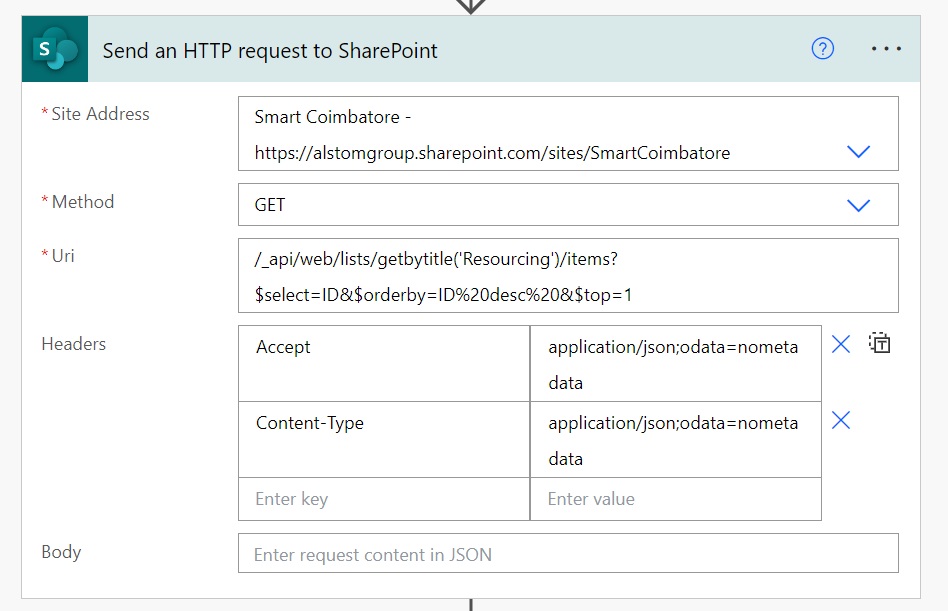 S
Send an HTTP request to SharePoint
?
* Site Address
Smart Coimbatore -
https://alstomgroup.sharepoint.com/sites/SmartCoimbatore
* Method
GET
* Uri
/_api/web/lists/getbytitle('Resourcing')/items?
$select=ID&$orderby=ID%20desc%20&$top=1
Headers
Accept
application/json;odata=nometa
data
T
Content-Type
application/json;odata=nometa
data
Enter key
Enter value
Body
Enter request content in JSON